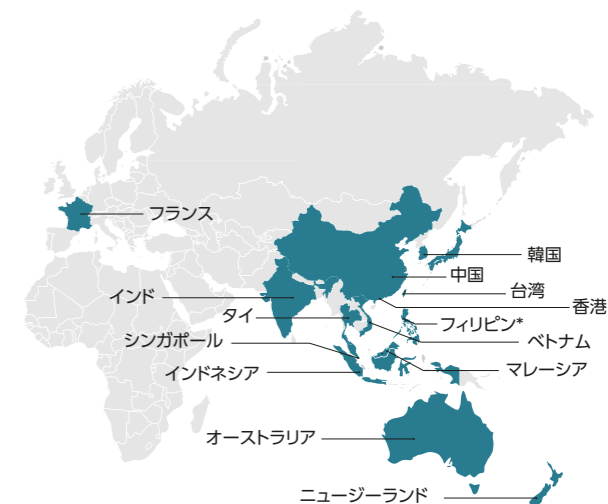 フランス
韓国
中国
台湾
インド
香港
タイ
フィリピン*
シンガポール
ベトナム
マレーシア
インドネシア
オーストラリア
ニュージーランド